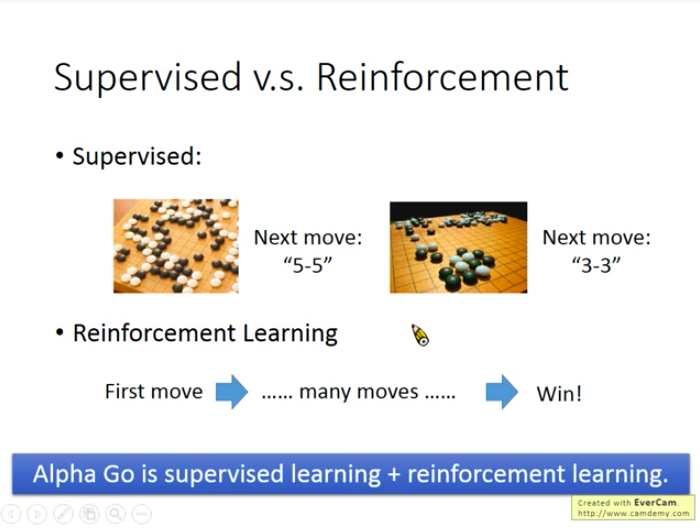 Supervised v.s. Reinforcement
• Supervised:
Next move:
“5-5”
Next move:
“3-3”
• Reinforcement Learning
First move
...... many moves ......
Win!
Alpha Go is supervised learning + reinforcement learning.
Created with EverCam.
http://www.camdemy.com